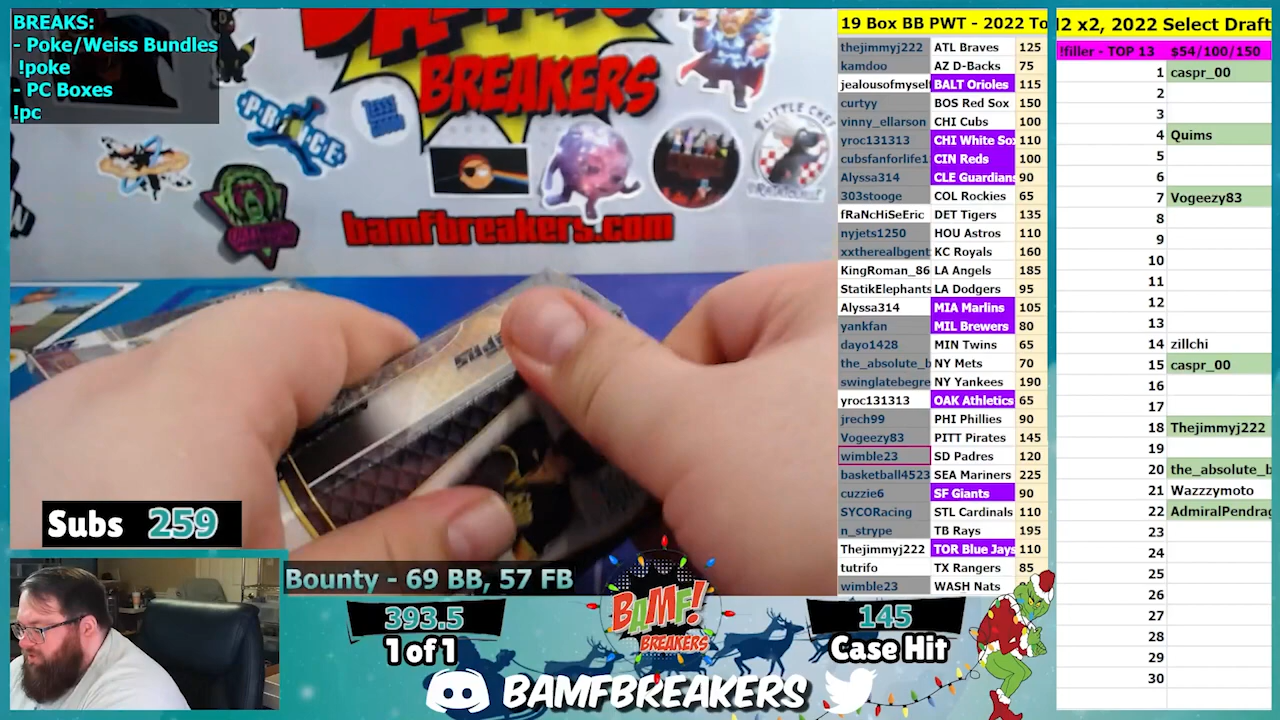 BREAKS:
- Poke/Weiss Bundles
!poke
- PC Boxes
!pc
BREAKERS
PRINCE
LITTLE CHEF
bamfbreakers.com
Subs 259
Bounty - 69 BB, 57 FB
393.5
1 of 1
BAMF!
BREAKERS
145
Case Hit
BAMFBREAKERS
19 Box BB PWT - 2022 To
thejimmyj222 ATL Braves 125
kamdoo AZ D-Backs 75
jealousofmysel BALT Orioles 115
curtyy BOS Red Sox 150
vinny_ellarson CHI Cubs 100
yroc131313 CHI White Sox 110
cubsfanforlife1 CIN Reds 100
Alyssa314 CLE Guardians 90
303stooge COL Rockies 65
fRaNcHiSeEric DET Tigers 135
nyjets1250 HOU Astros 110
xxtherealbgent KC Royals 160
KingRoman_86 LA Angels 185
StatikElephants LA Dodgers 95
Alyssa314 MIA Marlins 105
yankfan MIL Brewers 80
dayo1428 MIN Twins 65
the_absolute_b NY Mets 70
swinglatebegre NY Yankees 190
yroc131313 OAK Athletics 65
jrech99 PHI Phillies 90
Vogeezy83 PITT Pirates 145
wimble23 SD Padres 120
basketball4523 SEA Mariners 225
cuzzie6 SF Giants 90
SYCORacing STL Cardinals 110
n_strype TB Rays 195
Thejimmyj222 TOR Blue Jays 110
tutrifo TX Rangers 85
wimble23 WASH Nats
2 x2, 2022 Select Draft
!filler - TOP 13 $54/100/150
1 caspr_00
2
3
4 Quims
5
6
7 Vogeezy83
8
9
10
11
12
13
14 zillchi
15 caspr_00
16
17
18 Thejimmyj222
19
20 the_absolute_b
21 Wazzzymoto
22 AdmiralPendrag
23
24
25
26
27
28
29
30